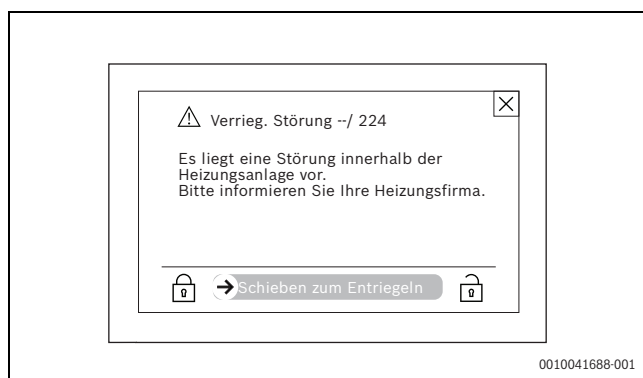 Verrieg. Störung --/ 224
Es liegt eine Störung innerhalb der
Heizungsanlage vor.
Bitte informieren Sie Ihre Heizungsfirma.
Schieben zum Entriegeln
0010041688-001